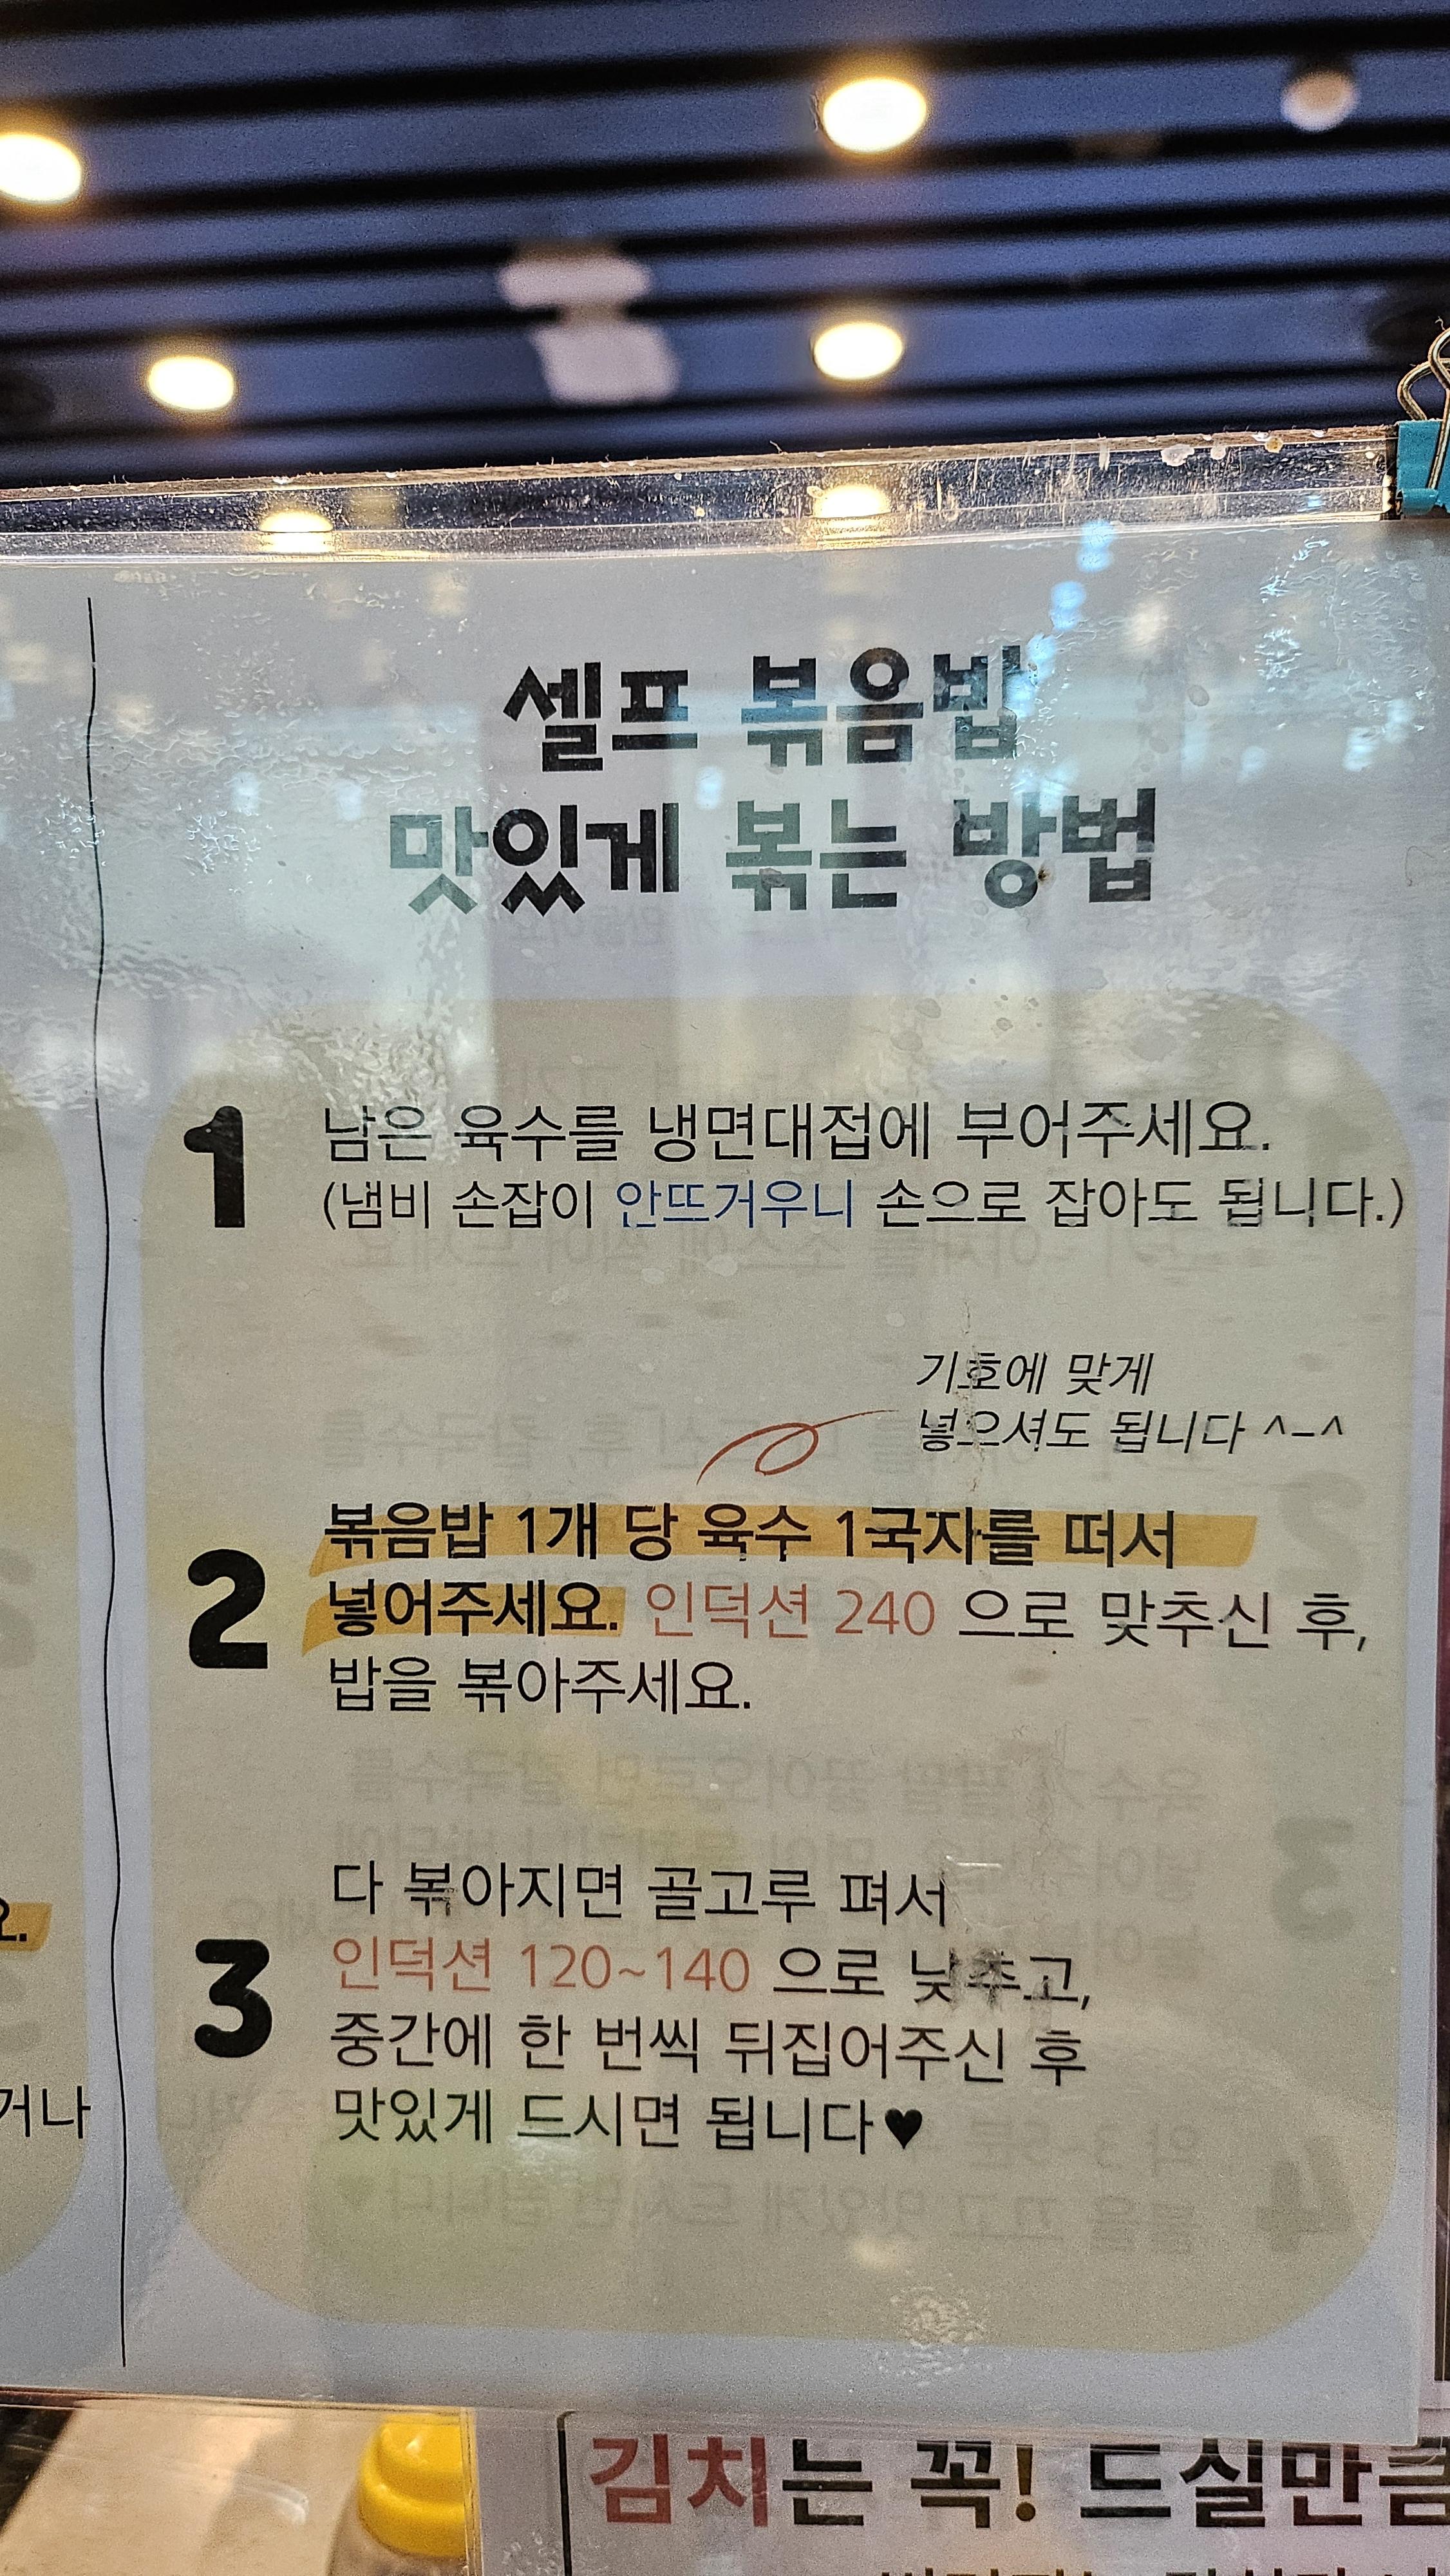 셀프 볶음밥
맛있게 볶는 방법
1 남은 육수를 냉면대접에 부어주세요.
(냄비 손잡이 안뜨거우니 손으로 잡아도 됩니다.)
기호에 맞게
넣으셔도 됩니다 ^-^
볶음밥 1개 당 육수 1국자를 떠서
2 넣어주세요. 인덕션 240 으로 맞추신 후,
밥을 볶아주세요.
다 볶아지면 골고루 펴서
3 인덕션 120~140 으로 낮추고,
중간에 한 번씩 뒤집어주신 후
맛있게 드시면 됩니다♥
요.
거나
김치는 꼭! 드실만큼